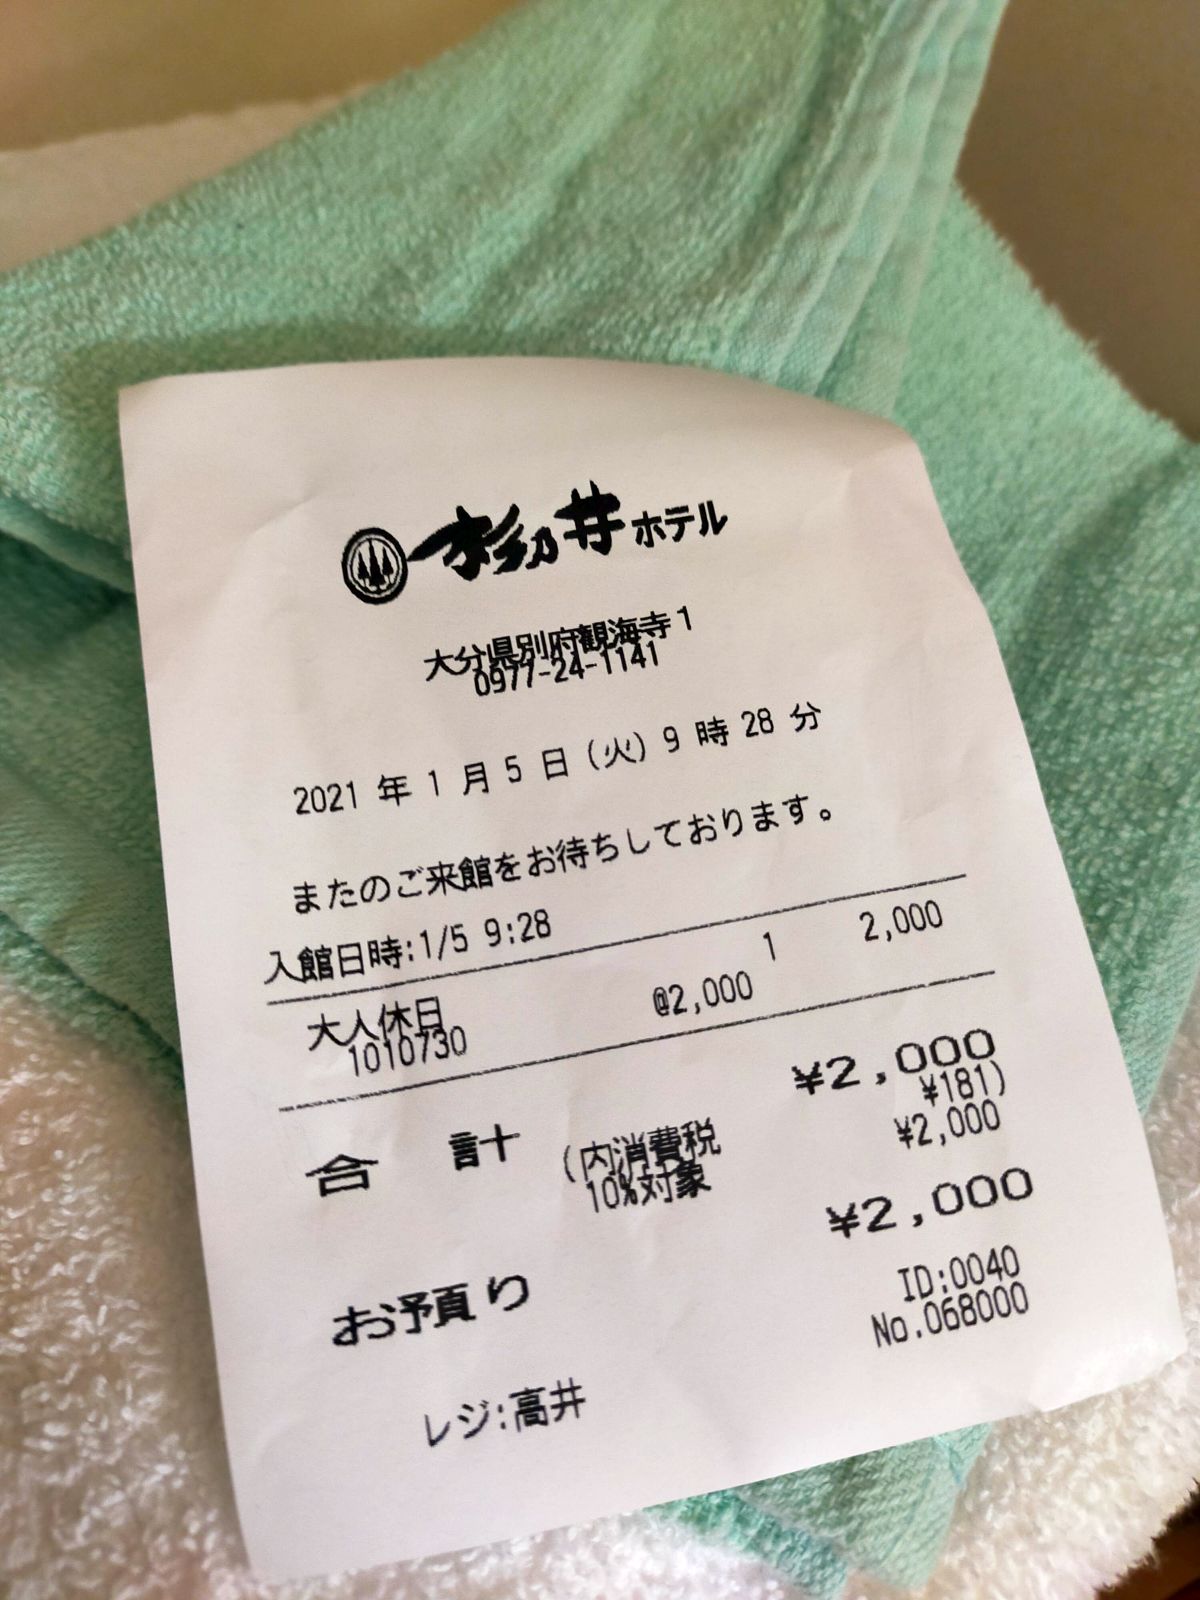 杉乃井ホテル
大分県別府観海寺1
0977-24-1141
2021 年 1 月 5 日 (火) 9 時 28 分
またのご来館をお待ちしております。
入館日時:1/5 9:28
大人休日 1 2,000
1010730 @2,000
合 計 ¥2,000
(内消費税 ¥181)
10%対象 ¥2,000
お預り ¥2,000
ID:0040
レジ:高井 No.068000